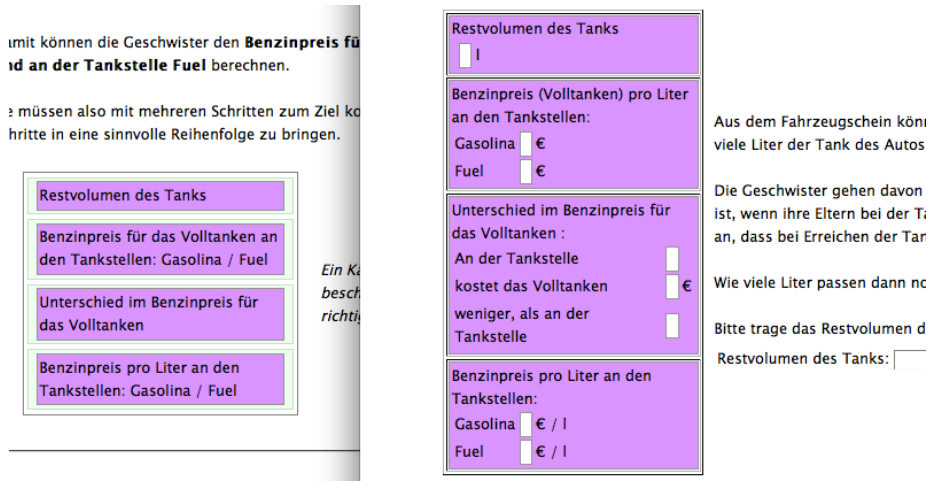 mit können die Geschwister den Benzinpreis fü
nd an der Tankstelle Fuel berechnen.
e müssen also mit mehreren Schritten zum Ziel ko
hritte in eine sinnvolle Reihenfolge zu bringen.
Restvolumen des Tanks
Benzinpreis für das Volltanken an
den Tankstellen: Gasolina / Fuel
Unterschied im Benzinpreis für
das Volltanken
Benzinpreis pro Liter an den
Tankstellen: Gasolina / Fuel
Ein Ka
besch
richtig
Restvolumen des Tanks
l
Benzinpreis (Volltanken) pro Liter
an den Tankstellen:
Gasolina €
Fuel €
Unterschied im Benzinpreis für
das Volltanken :
An der Tankstelle
kostet das Volltanken €
weniger, als an der
Tankstelle
Benzinpreis pro Liter an den
Tankstellen:
Gasolina € / l
Fuel € / l
Aus dem Fahrzeugschein könn
viele Liter der Tank des Autos
Die Geschwister gehen davon
ist, wenn ihre Eltern bei der Ta
an, dass bei Erreichen der Tan
Wie viele Liter passen dann no
Bitte trage das Restvolumen d
Restvolumen des Tanks: